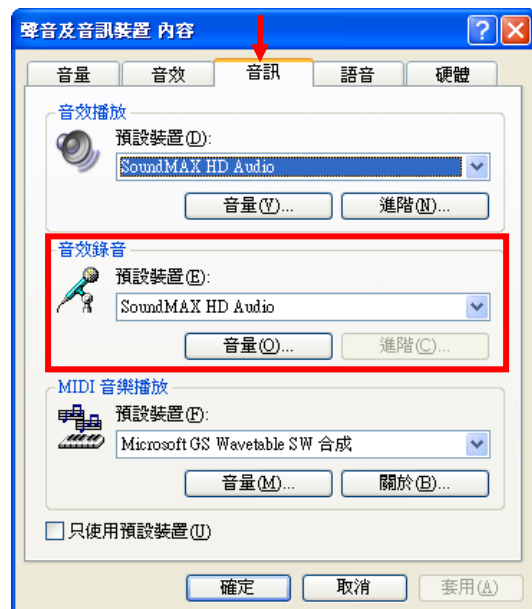 聲音及音訊裝置 內容
音量 音效 音訊 語音 硬體
音效播放
預設裝置(D):
SoundMAX HD Audio
音量(V)... 進階(N)...
音效錄音
預設裝置(E):
SoundMAX HD Audio
音量(O)... 進階(C)...
MIDI 音樂播放
預設裝置(F):
Microsoft GS Wavetable SW 合成
音量(M)... 關於(B)...
只使用預設裝置(U)
確定 取消 套用(A)